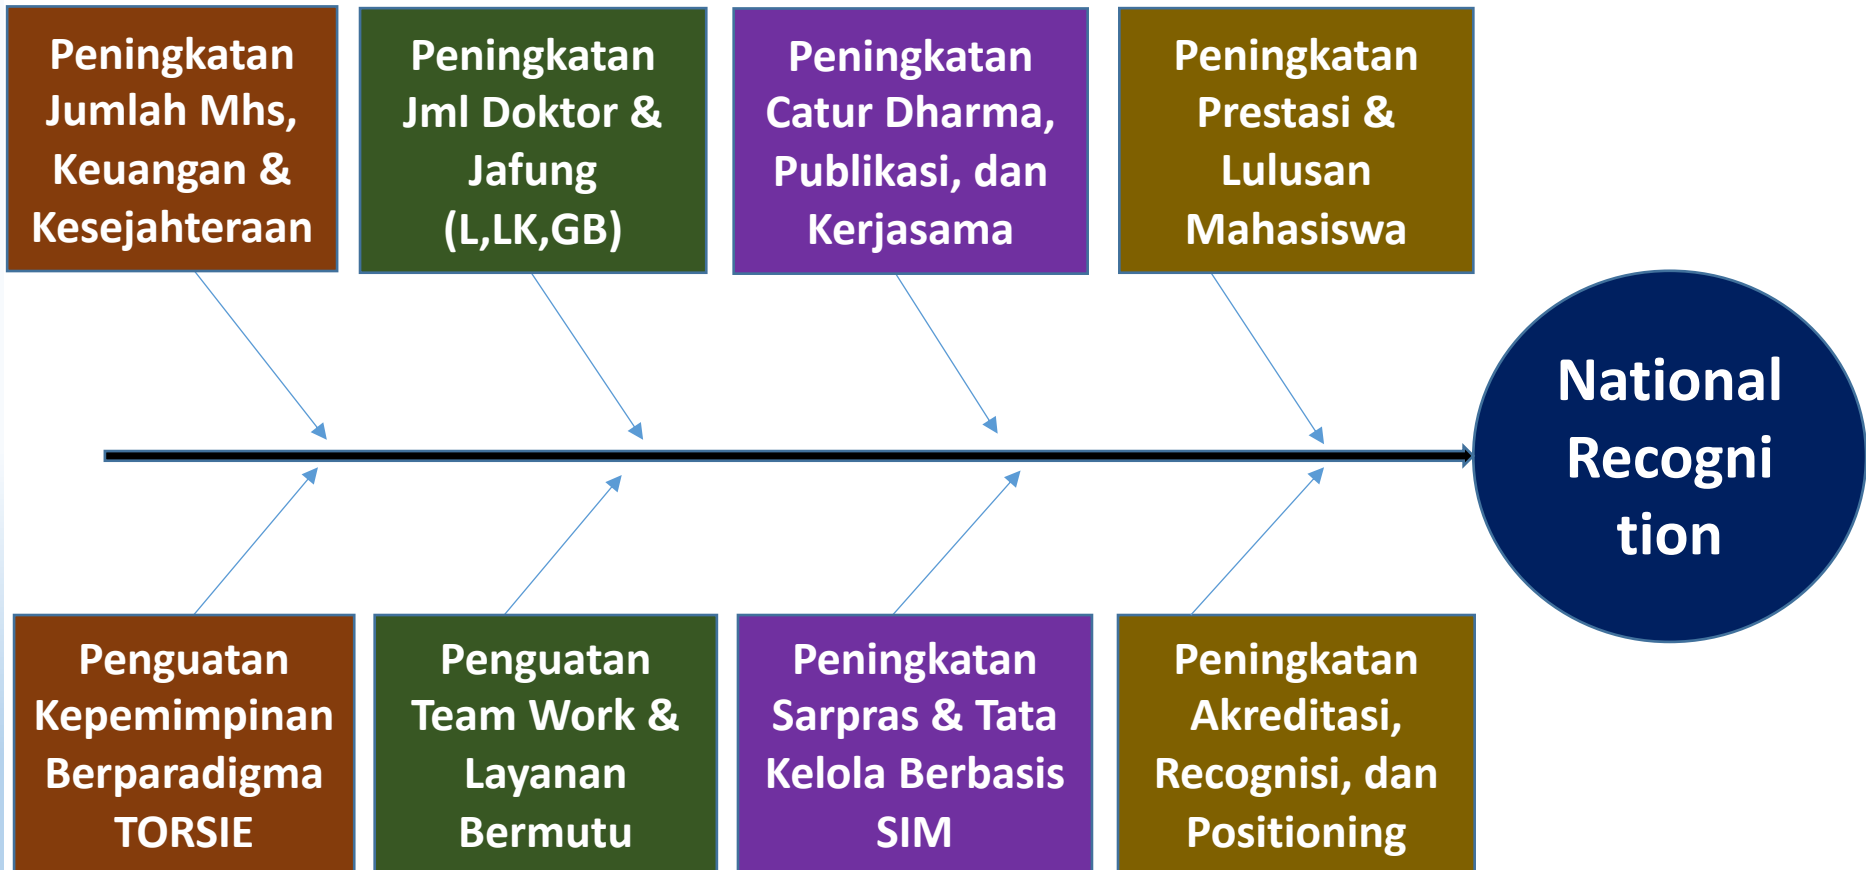 Peningkatan
Jumlah Mhs,
Keuangan &
Kesejahteraan
Peningkatan
Jml Doktor &
Jafung
(L,LK,GB)
Peningkatan
Catur Dharma,
Publikasi, dan
Kerjasama
Peningkatan
Prestasi &
Lulusan
Mahasiswa
National
Recogni
tion
Penguatan
Kepemimpinan
Berparadigma
TORSIE
Penguatan
Team Work &
Layanan
Bermutu
Peningkatan
Sarpras & Tata
Kelola Berbasis
SIM
Peningkatan
Akreditasi,
Recognisi, dan
Positioning